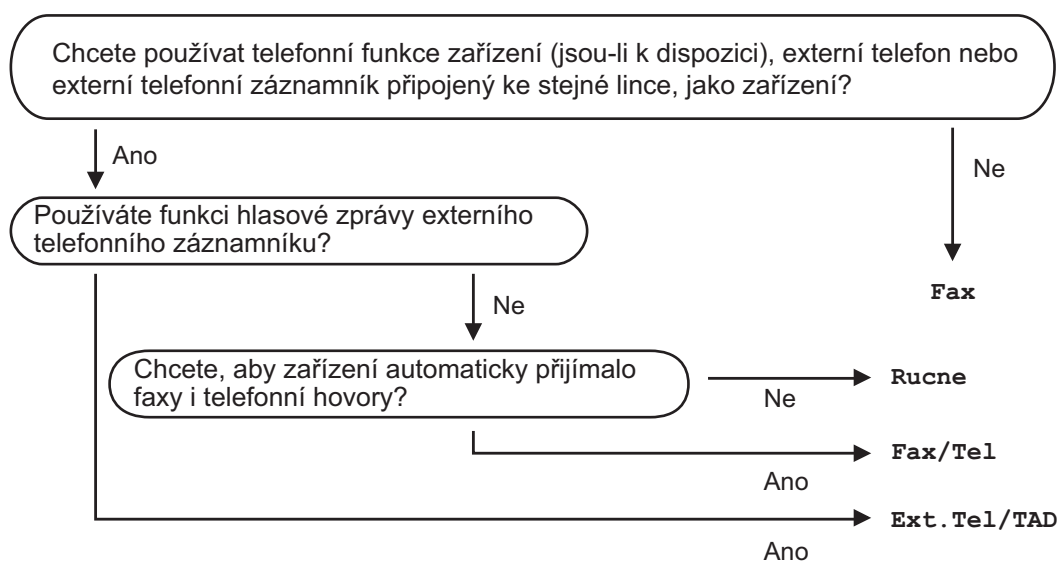 Chcete používat telefonní funkce zařízení (jsou-li k dispozici), externí telefon nebo
externí telefonní záznamník připojený ke stejné lince, jako zařízení?
Ano
Ne
Používáte funkci hlasové zprávy externího
telefonního záznamníku?
Fax
Ne
Chcete, aby zařízení automaticky přijímalo
faxy i telefonní hovory?
Rucne
Ne
Fax/Tel
Ano
Ext.Tel/TAD
Ano